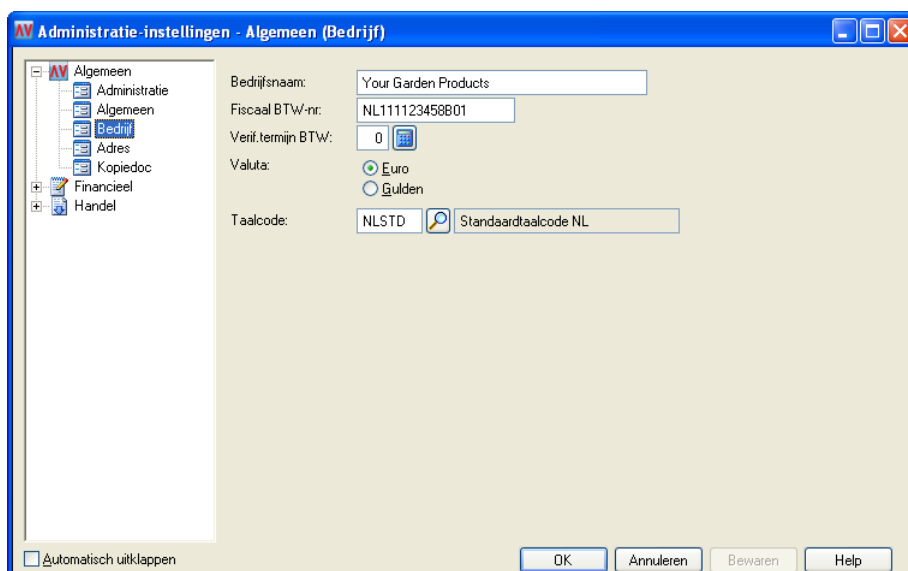 Administratie-instellingen - Algemeen (Bedrijf)
Algemeen
Administratie
Algemeen
Bedrijf
Adres
Kopiedoc
Financieel
Handel
Bedrijfsnaam: Your Garden Products
Fiscaal BTW-nr: NL111123458B01
Verif.termijn BTW: 0
Valuta: Euro
Gulden
Taalcode: NLSTD Standaardtaalcode NL
Automatisch uitklappen
OK Annuleren Bewaren Help